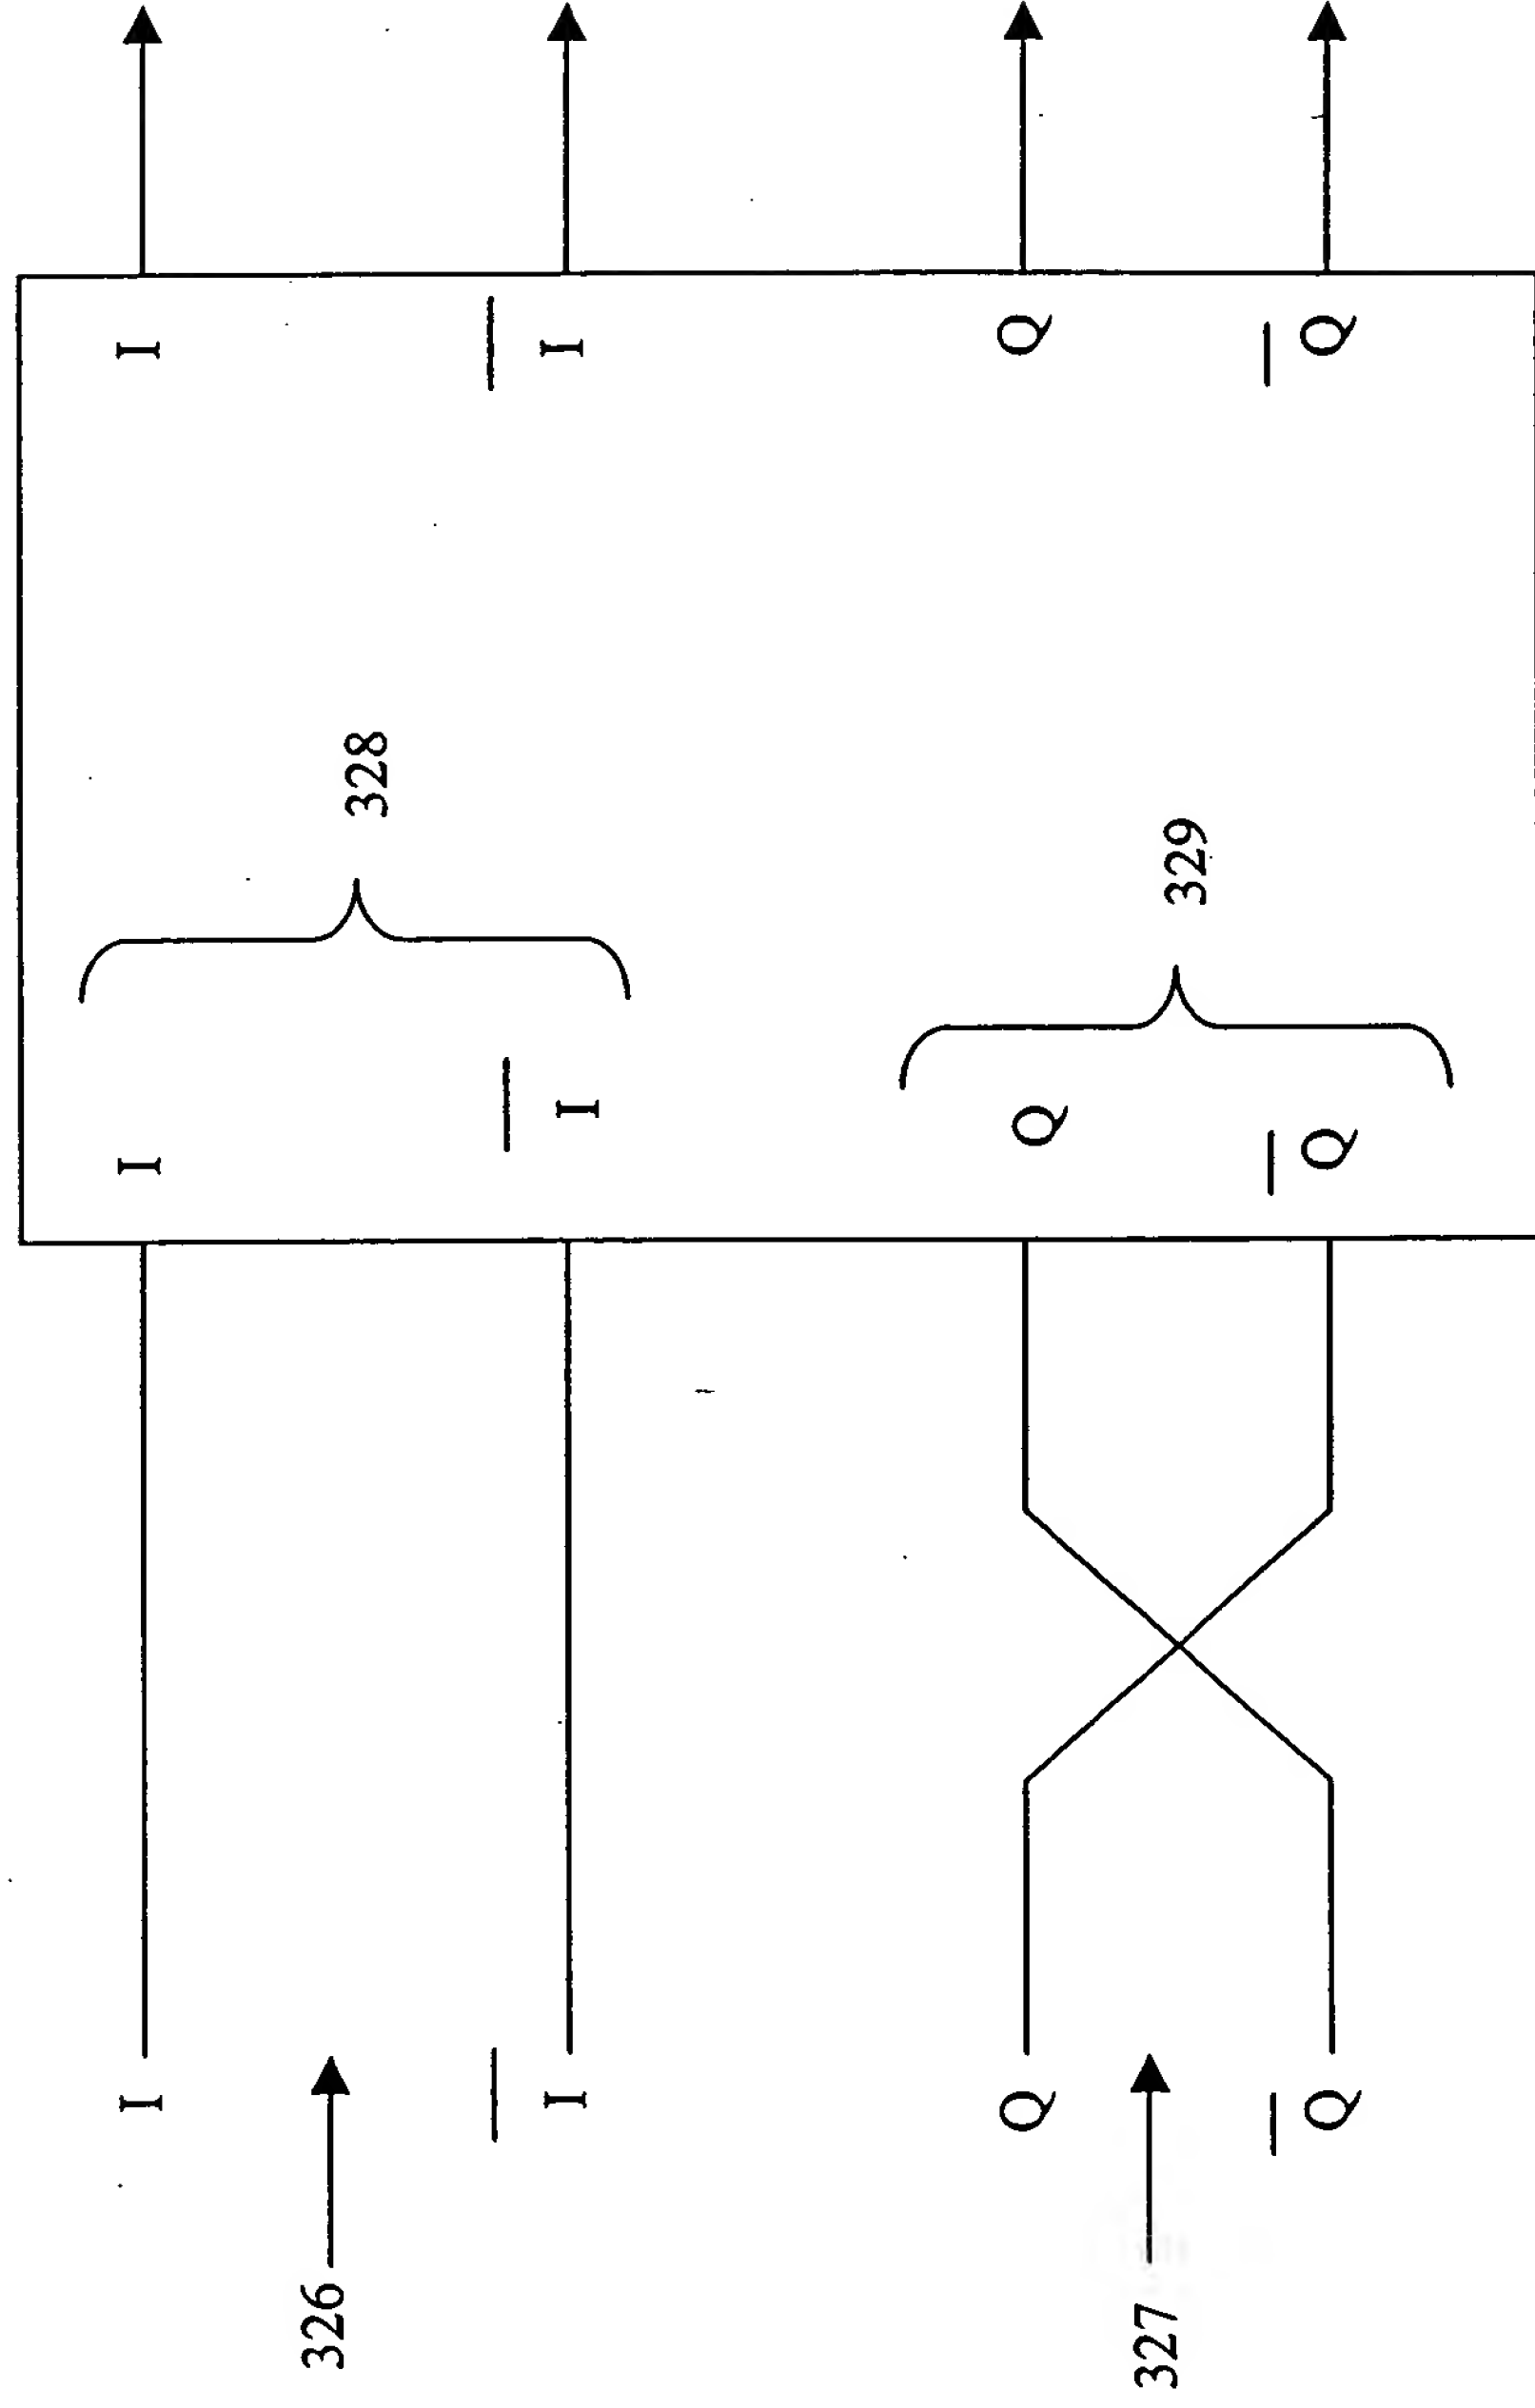 I I I
326 328
I̅ I̅ I̅
Q Q Q
327 329
Q̅ Q̅ Q̅